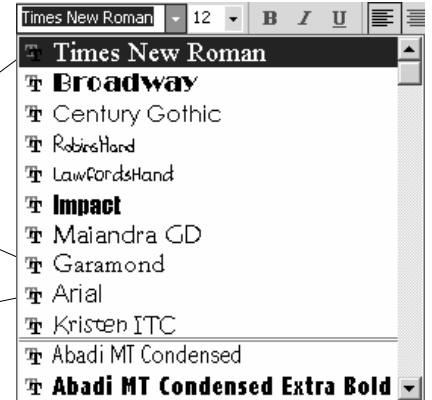 Times New Roman 12 B I U
Times New Roman
Broadway
Century Gothic
RobinsHand
LawfordsHand
Impact
Maiandra GD
Garamond
Arial
Kristen ITC
Abadi MT Condensed
Abadi MT Condensed Extra Bold